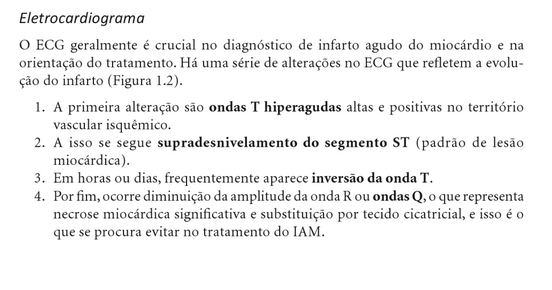 Eletrocardiograma
O ECG geralmente é crucial no diagnóstico de infarto agudo do miocárdio e na
orientação do tratamento. Há uma série de alterações no ECG que refletem a evolu-
ção do infarto (Figura 1.2).
1. A primeira alteração são ondas T hiperagudas altas e positivas no território
vascular isquêmico.
2. A isso se segue supradesnivelamento do segmento ST (padrão de lesão
miocárdica).
3. Em horas ou dias, frequentemente aparece inversão da onda T.
4. Por fim, ocorre diminuição da amplitude da onda R ou ondas Q, o que representa
necrose miocárdica significativa e substituição por tecido cicatricial, e isso é o
que se procura evitar no tratamento do IAM.